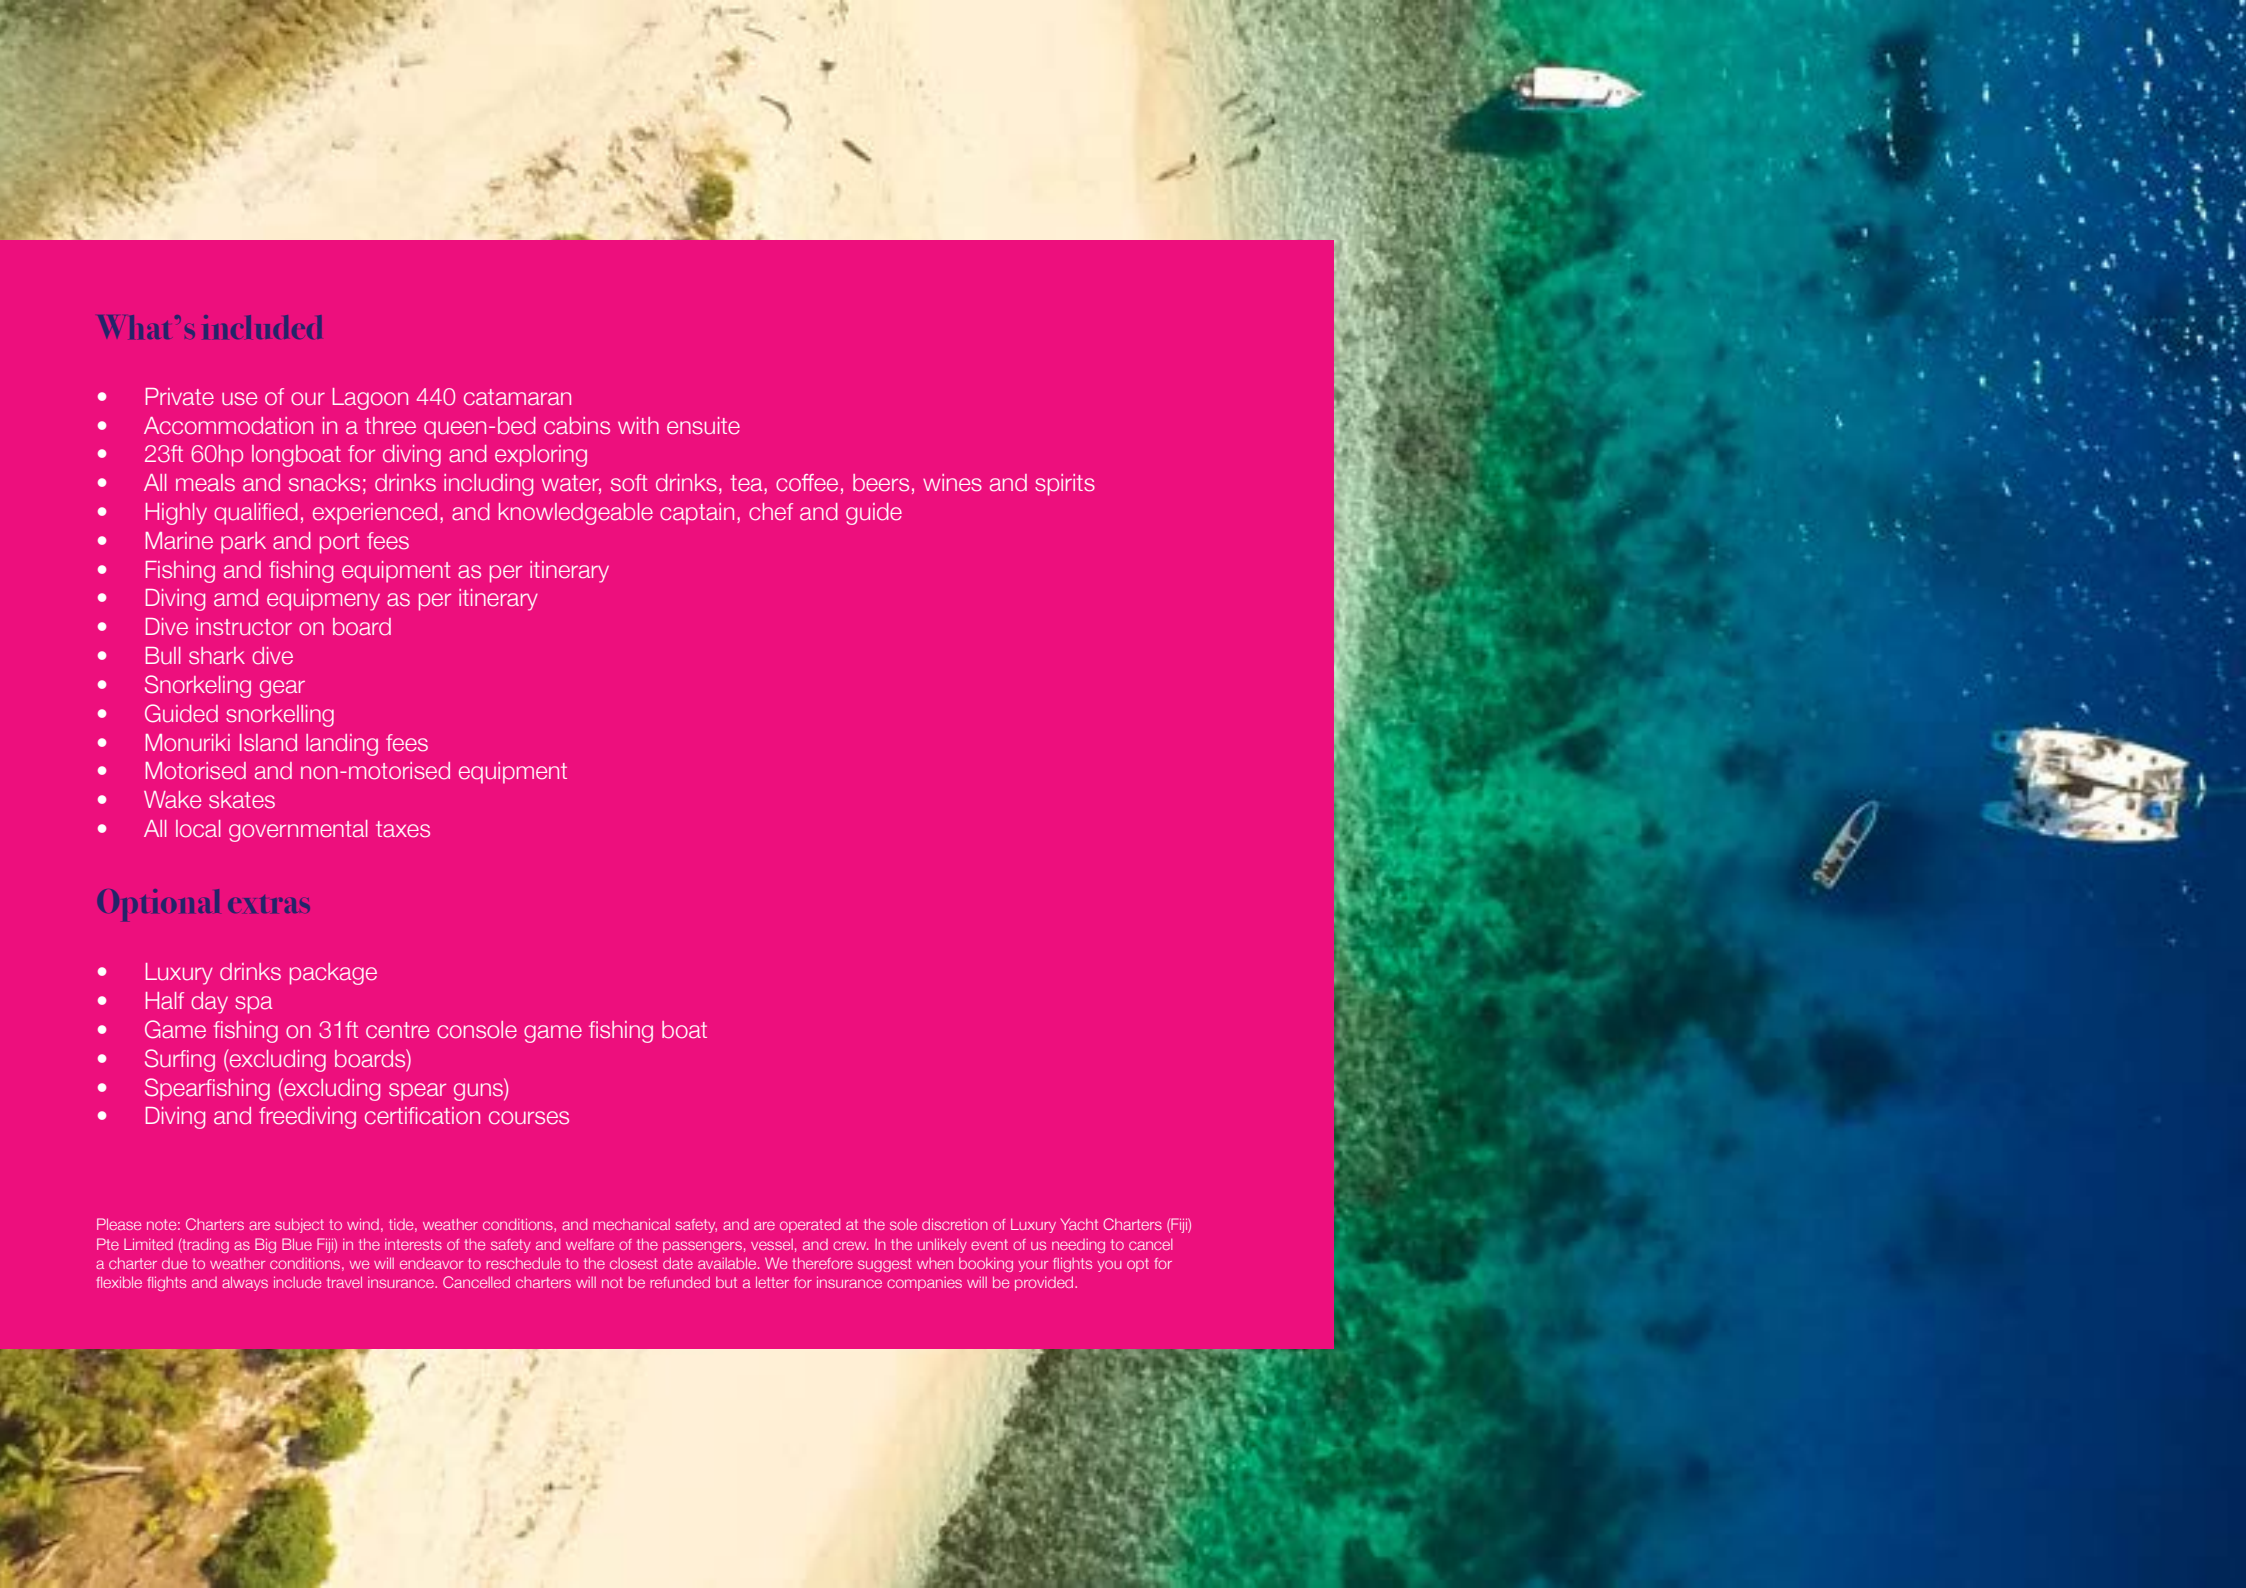 What's included
• Private use of our Lagoon 440 catamaran
• Accommodation in a three queen-bed cabins with ensuite
• 23ft 60hp longboat for diving and exploring
• All meals and snacks; drinks including water, soft drinks, tea, coffee, beers, wines and spirits
• Highly qualified, experienced, and knowledgeable captain, chef and guide
• Marine park and port fees
• Fishing and fishing equipment as per itinerary
• Diving amd equipmeny as per itinerary
• Dive instructor on board
• Bull shark dive
• Snorkeling gear
• Guided snorkelling
• Monuriki Island landing fees
• Motorised and non-motorised equipment
• Wake skates
• All local governmental taxes
Optional extras
• Luxury drinks package
• Half day spa
• Game fishing on 31ft centre console game fishing boat
• Surfing (excluding boards)
• Spearfishing (excluding spear guns)
• Diving and freediving certification courses
Please note: Charters are subject to wind, tide, weather conditions, and mechanical safety, and are operated at the sole discretion of Luxury Yacht Charters (Fiji)
Pte Limited (trading as Big Blue Fiji) in the interests of the safety and welfare of the passengers, vessel, and crew. In the unlikely event of us needing to cancel
a charter due to weather conditions, we will endeavor to reschedule to the closest date available. We therefore suggest when booking your flights you opt for
flexible flights and always include travel insurance. Cancelled charters will not be refunded but a letter for insurance companies will be provided.